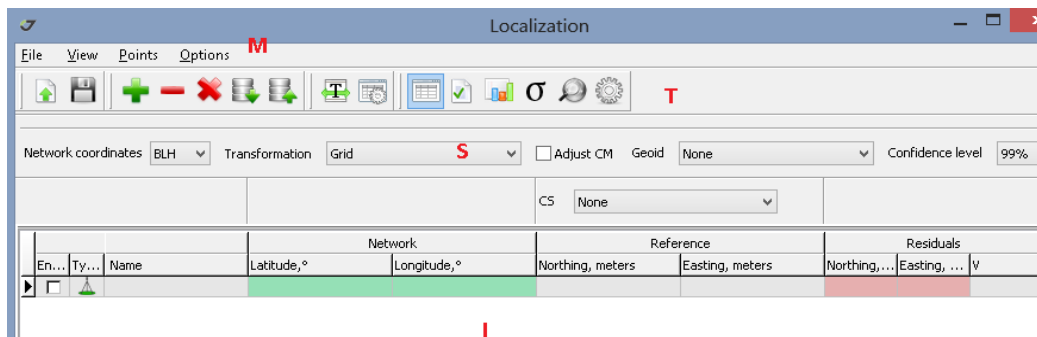 Localization
File View Points Options M
T σ T
Network coordinates BLH Transformation Grid S Adjust CM Geoid None Confidence level 99%
CS None
Network Reference Residuals
En... Ty... Name Latitude,° Longitude,° Northing, meters Easting, meters Northing,... Easting, ... V